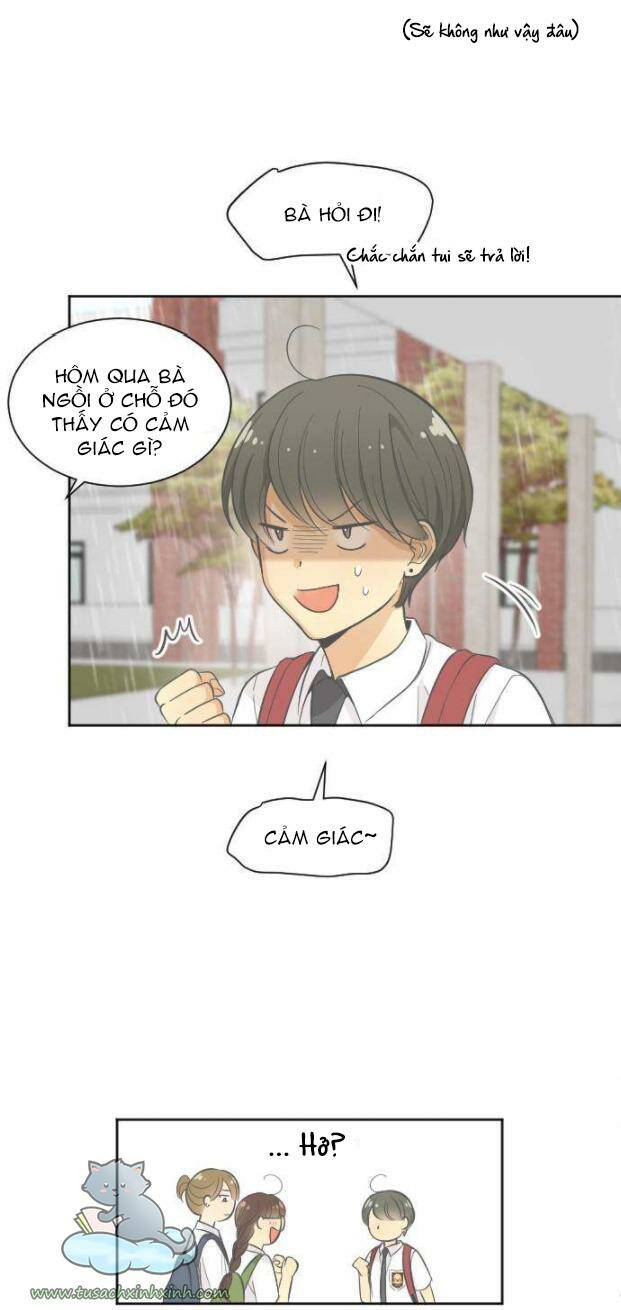 (Sẽ không như vậy đâu)
BÀ HỎI ĐI!
Chắc chắn tui sẽ trả lời!
HÔM QUA BÀ
NGỒI Ở CHỖ ĐÓ
THẤY CÓ CẢM
GIÁC GÌ?
CẢM GIÁC~
... Hở?
www.tusachxinhxinh.com